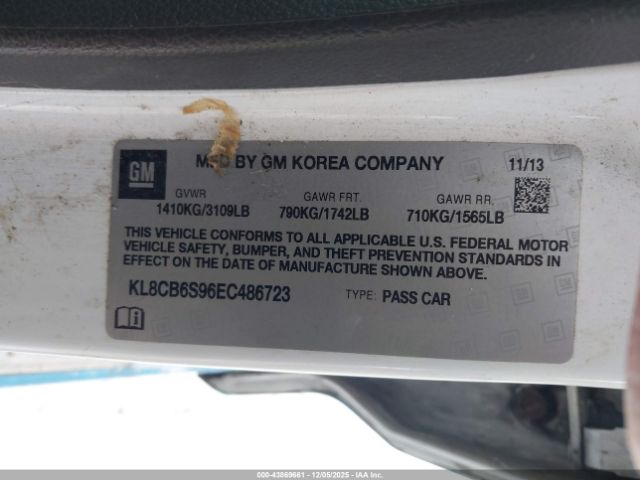 GM
MFD BY GM KOREA COMPANY 11/13
GVWR GAWR FRT. GAWR RR.
1410KG/3109LB 790KG/1742LB 710KG/1565LB
THIS VEHICLE CONFORMS TO ALL APPLICABLE U.S. FEDERAL MOTOR
VEHICLE SAFETY, BUMPER, AND THEFT PREVENTION STANDARDS IN
EFFECT ON THE DATE OF MANUFACTURE SHOWN ABOVE.
KL8CB6S96EC486723 TYPE: PASS CAR
000-43869661 - 12/05/2025 - COPYRIGHT IAA, LLC.